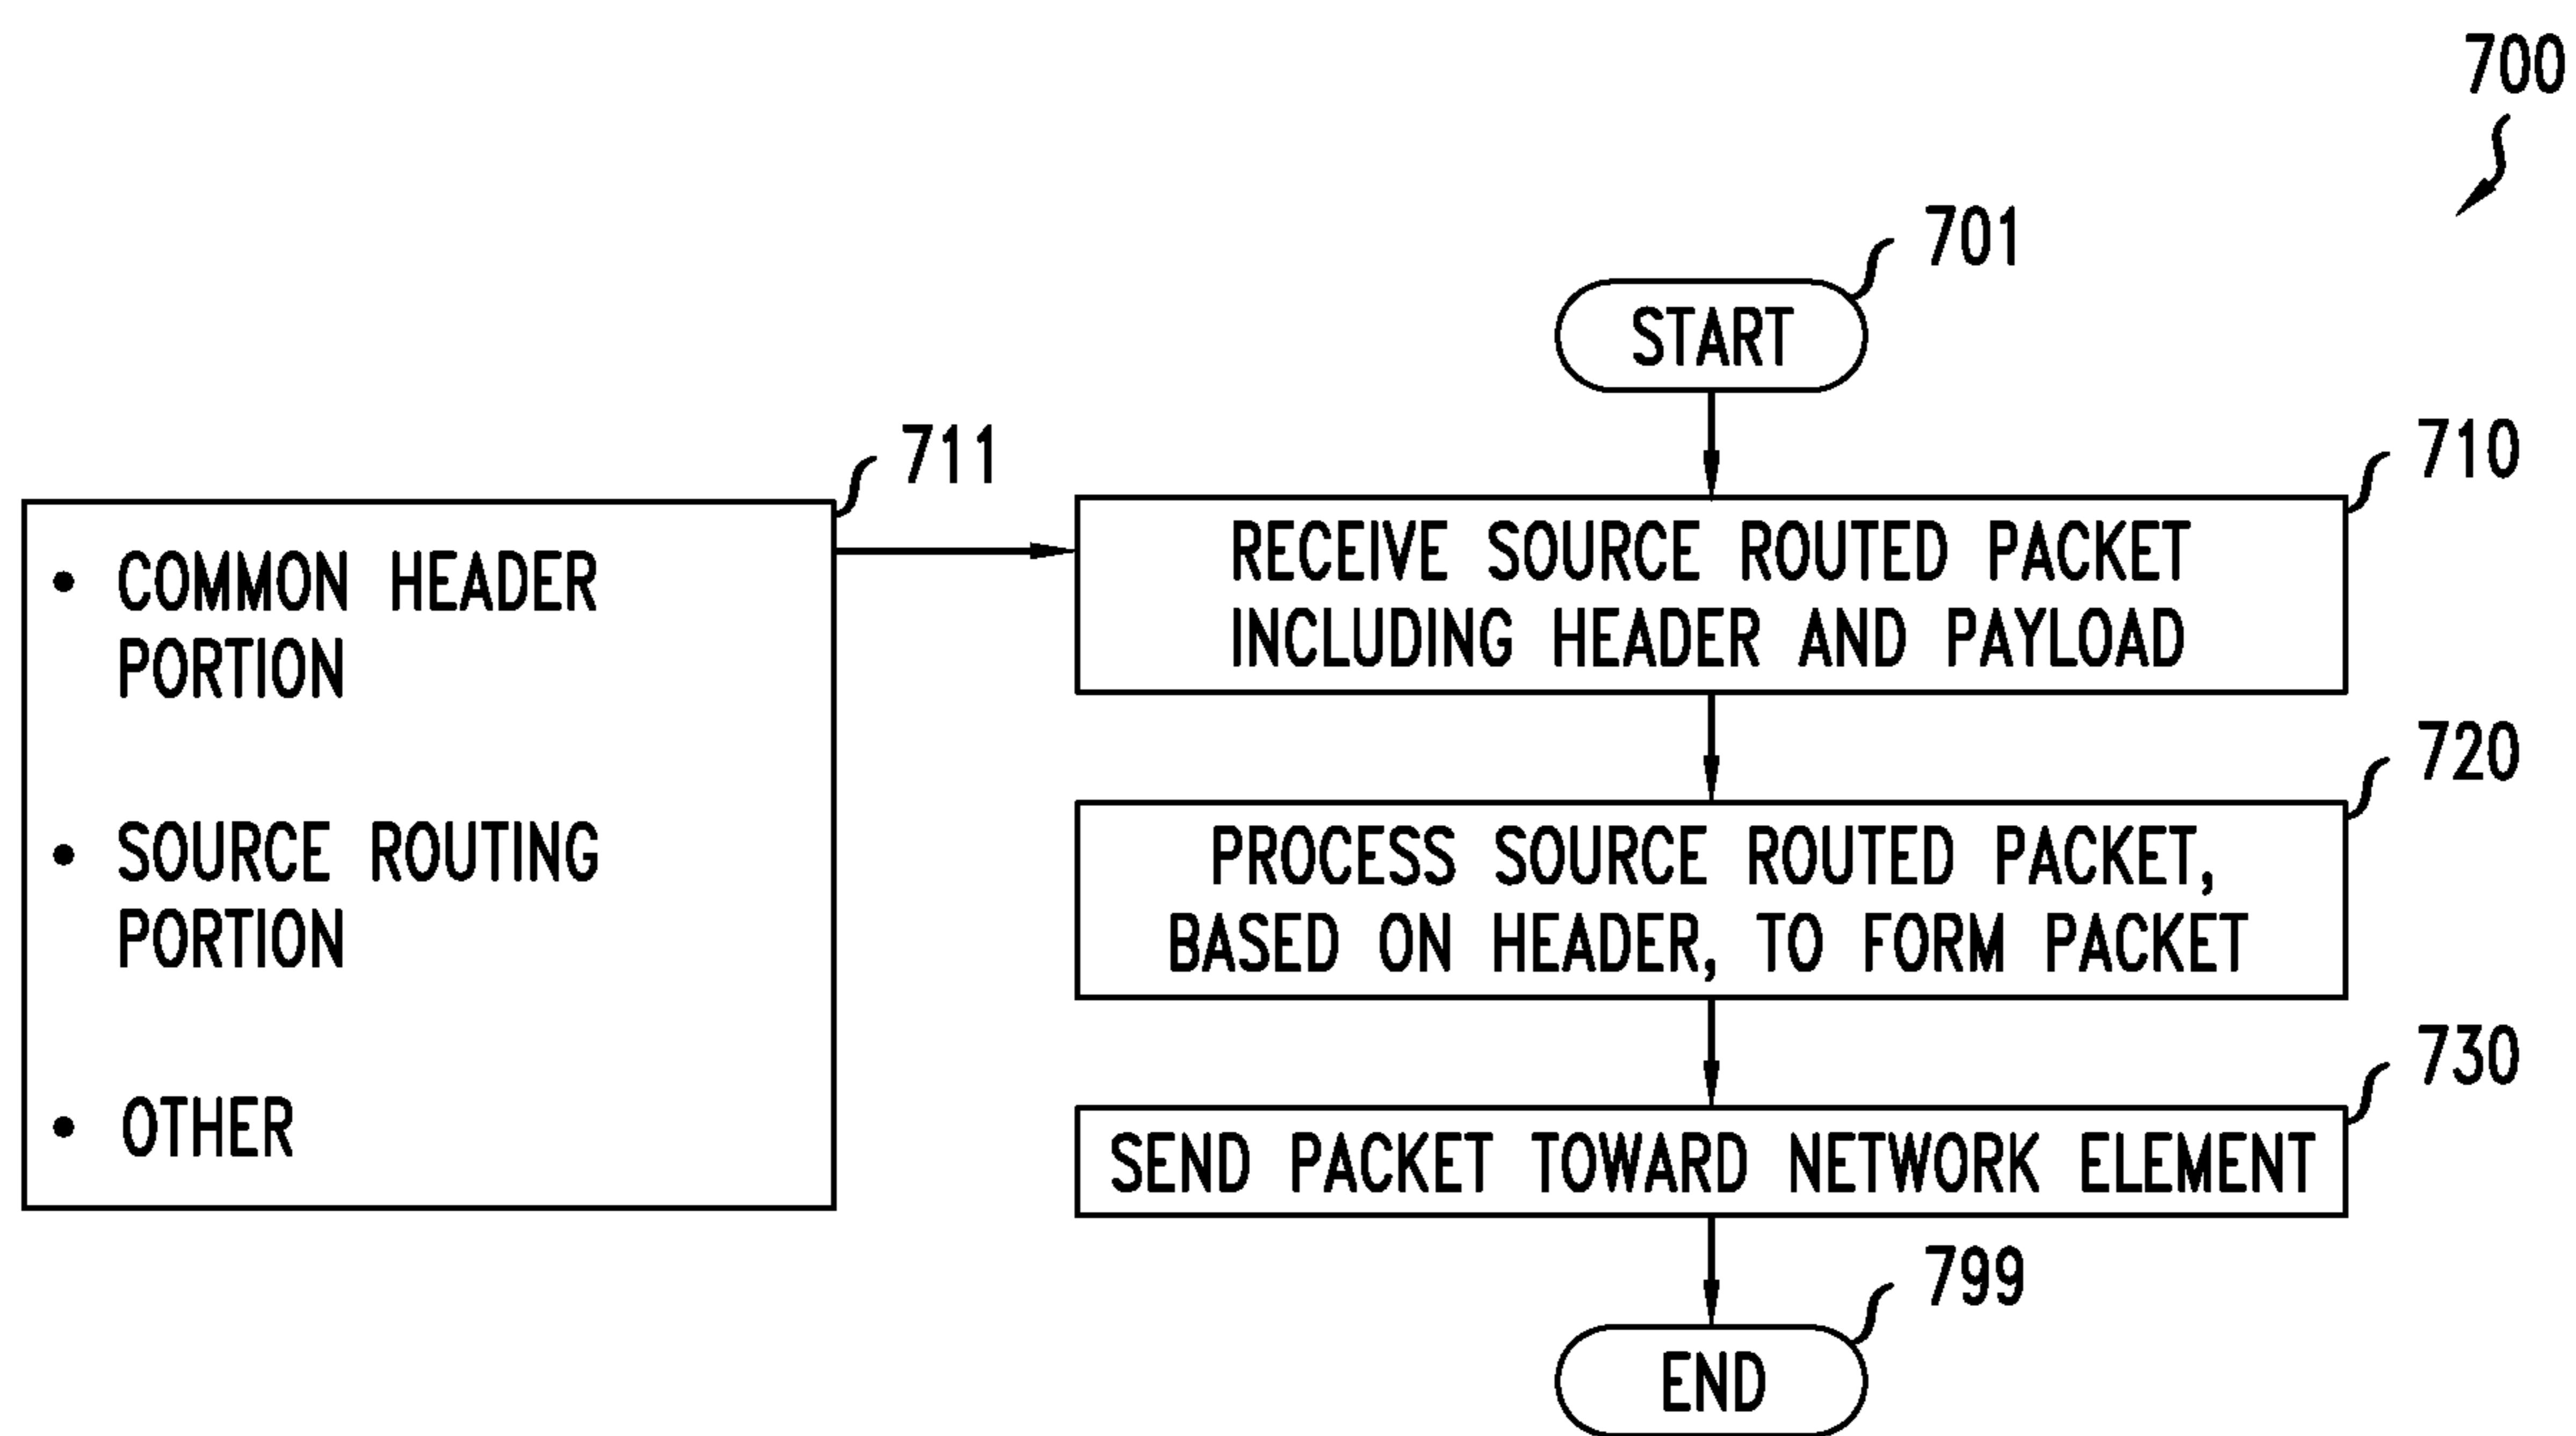 700
701
START
711
710
• COMMON HEADER
PORTION
• SOURCE ROUTING
PORTION
• OTHER
RECEIVE SOURCE ROUTED PACKET
INCLUDING HEADER AND PAYLOAD
720
PROCESS SOURCE ROUTED PACKET,
BASED ON HEADER, TO FORM PACKET
730
SEND PACKET TOWARD NETWORK ELEMENT
799
END